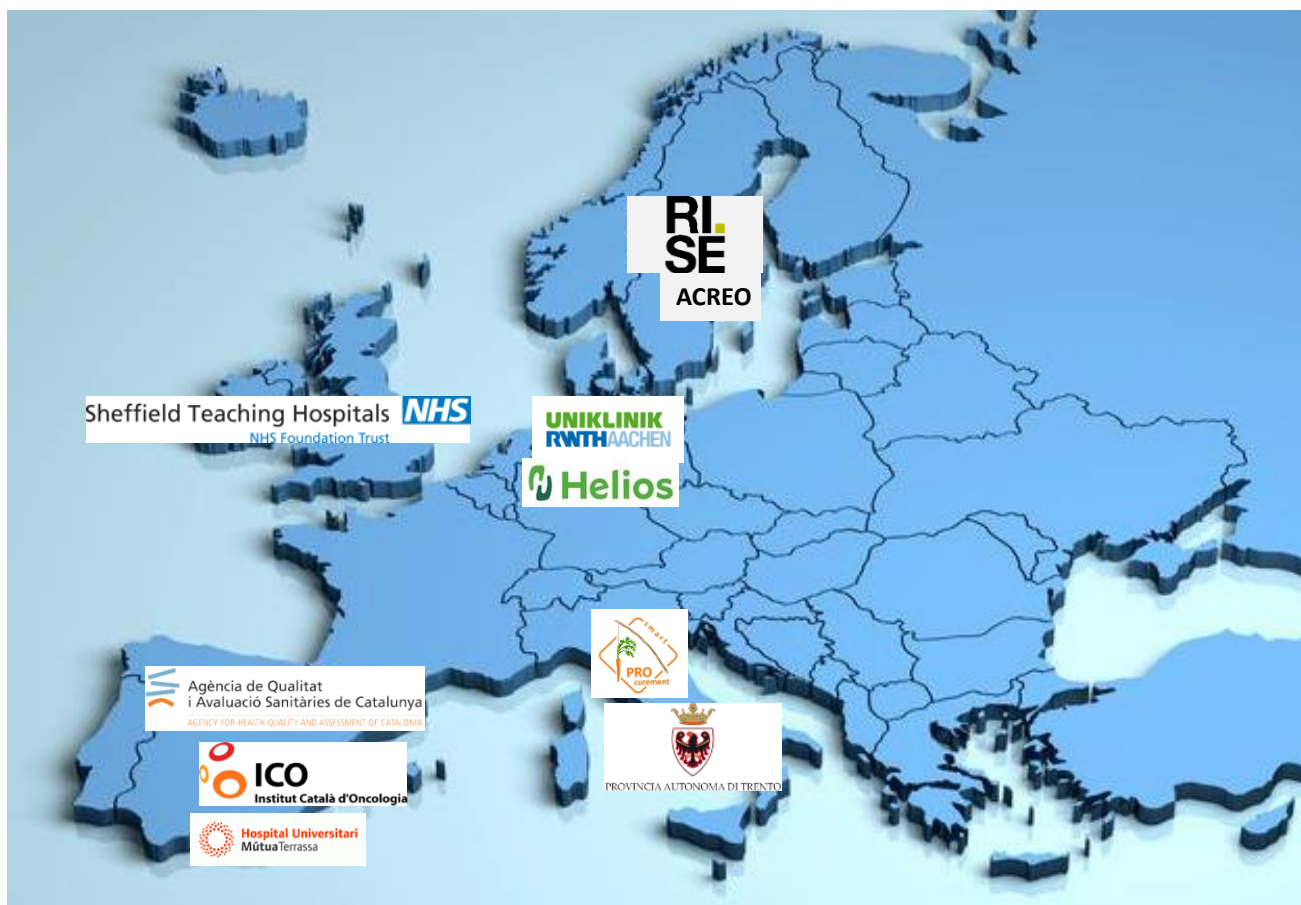 RI.
SE
ACREO
Sheffield Teaching Hospitals NHS
NHS Foundation Trust
UNIKLINIK
RWTHAACHEN
Helios
smart
PRO
curement
Agència de Qualitat
i Avaluació Sanitàries de Catalunya
AGENCY FOR HEALTH QUALITY AND ASSESSMENT OF CATALONIA
PROVINCIA AUTONOMA DI TRENTO
ICO
Institut Català d'Oncologia
Hospital Universitari
MútuaTerrassa